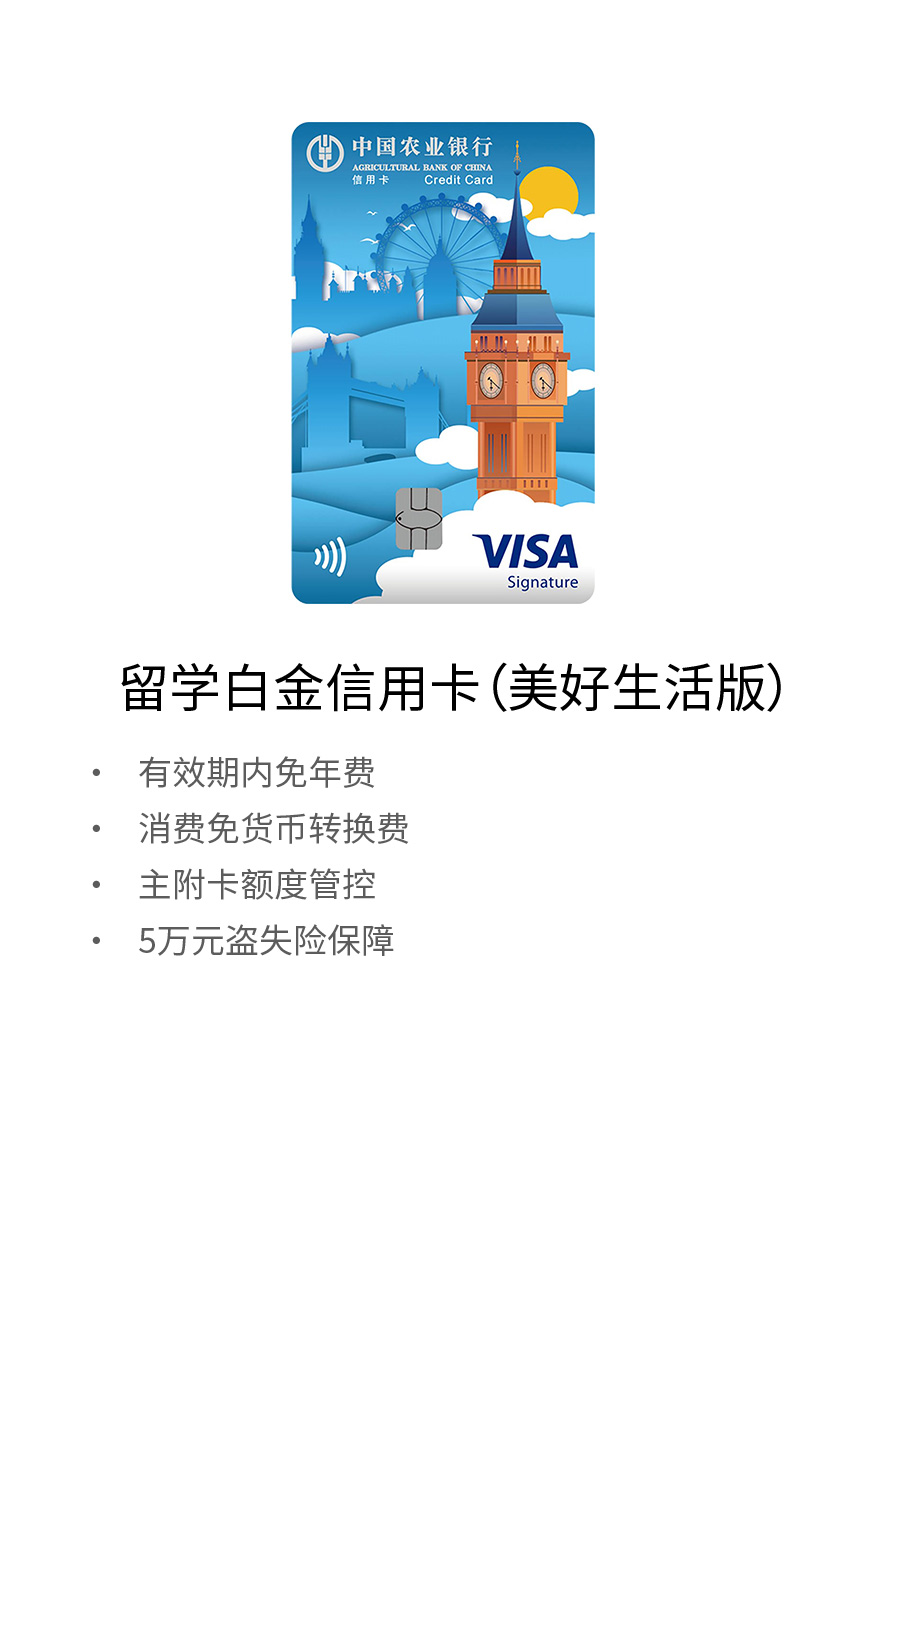 中国农业银行
AGRICULTURAL BANK OF CHINA
信用卡 Credit Card
VISA
Signature
留学白金信用卡（美好生活版）
• 有效期内免年费
• 消费免货币转换费
• 主附卡额度管控
• 5万元盗失险保障